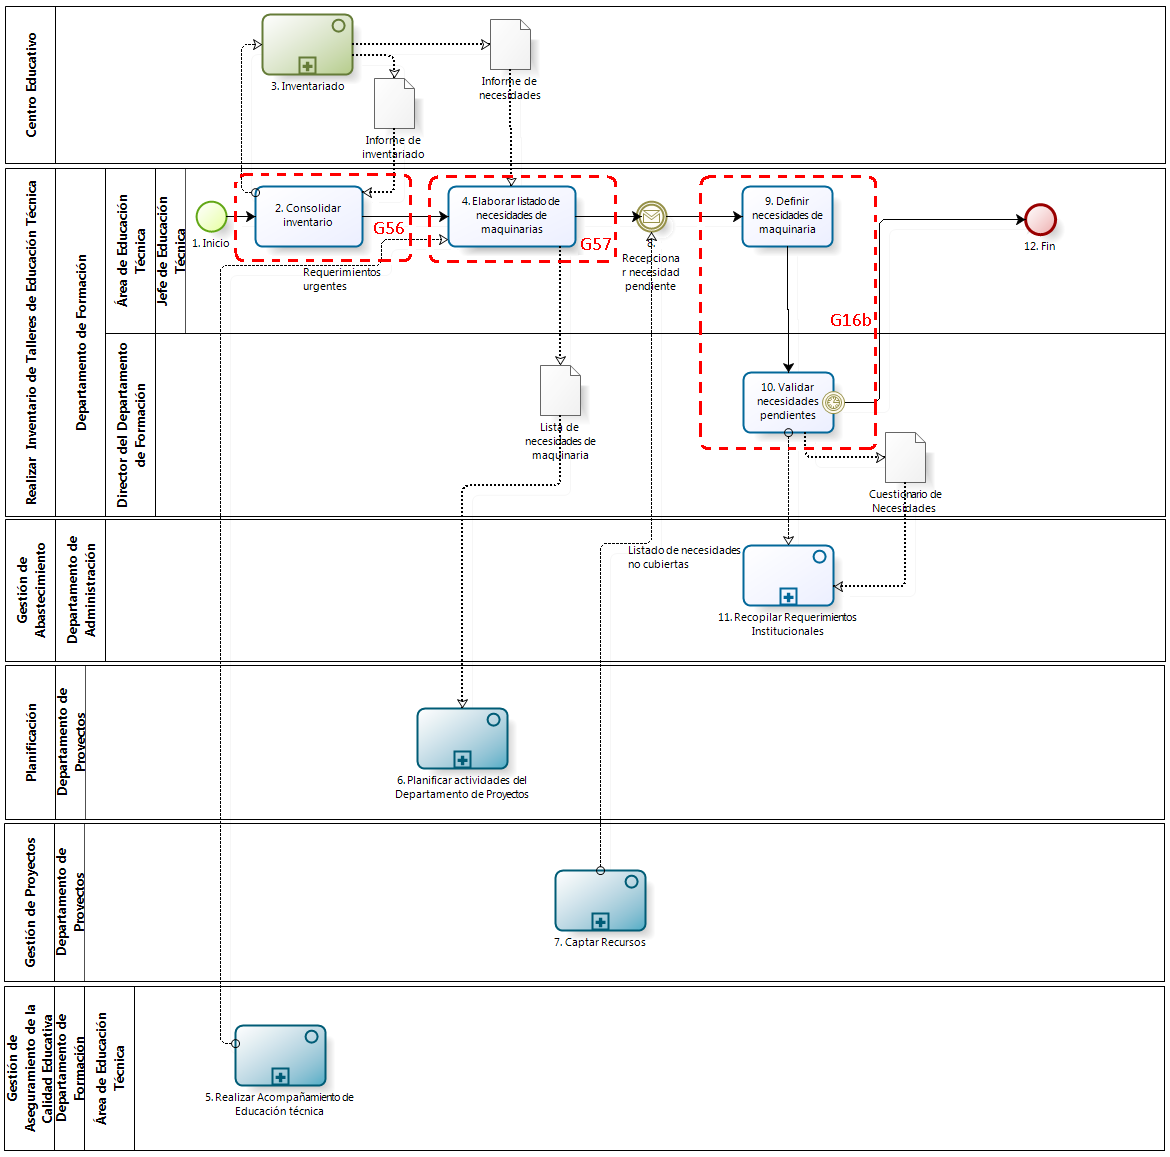 Centro Educativo
3. Inventariado
Informe de
necesidades
Informe de
inventariado
Realizar Inventario de Talleres de Educación Técnica
Departamento de Formación
Área de Educación
Técnica
Jefe de Educación
Técnica
1. Inicio
2. Consolidar
inventario
G56
Requerimientos
urgentes
4. Elaborar listado de
necesidades de
maquinarias
G57
Recepciona
r necesidad
pendiente
9. Definir
necesidades de
maquinaria
G16b
12. Fin
Director del Departamento
de Formación
Lista de
necesidades de
maquinaria
10. Validar
necesidades
pendientes
Cuestionario de
Necesidades
Gestión de
Abastecimiento
Departamento de
Administración
Listado de necesidades
no cubiertas
11. Recopilar Requerimientos
Institucionales
Planificación
Departamento de
Proyectos
6. Planificar actividades del
Departamento de Proyectos
Gestión de Proyectos
Departamento de
Proyectos
7. Captar Recursos
Gestión de
Aseguramiento de la
Calidad Educativa
Departamento de
Formación
Área de Educación
Técnica
5. Realizar Acompañamiento de
Educación técnica